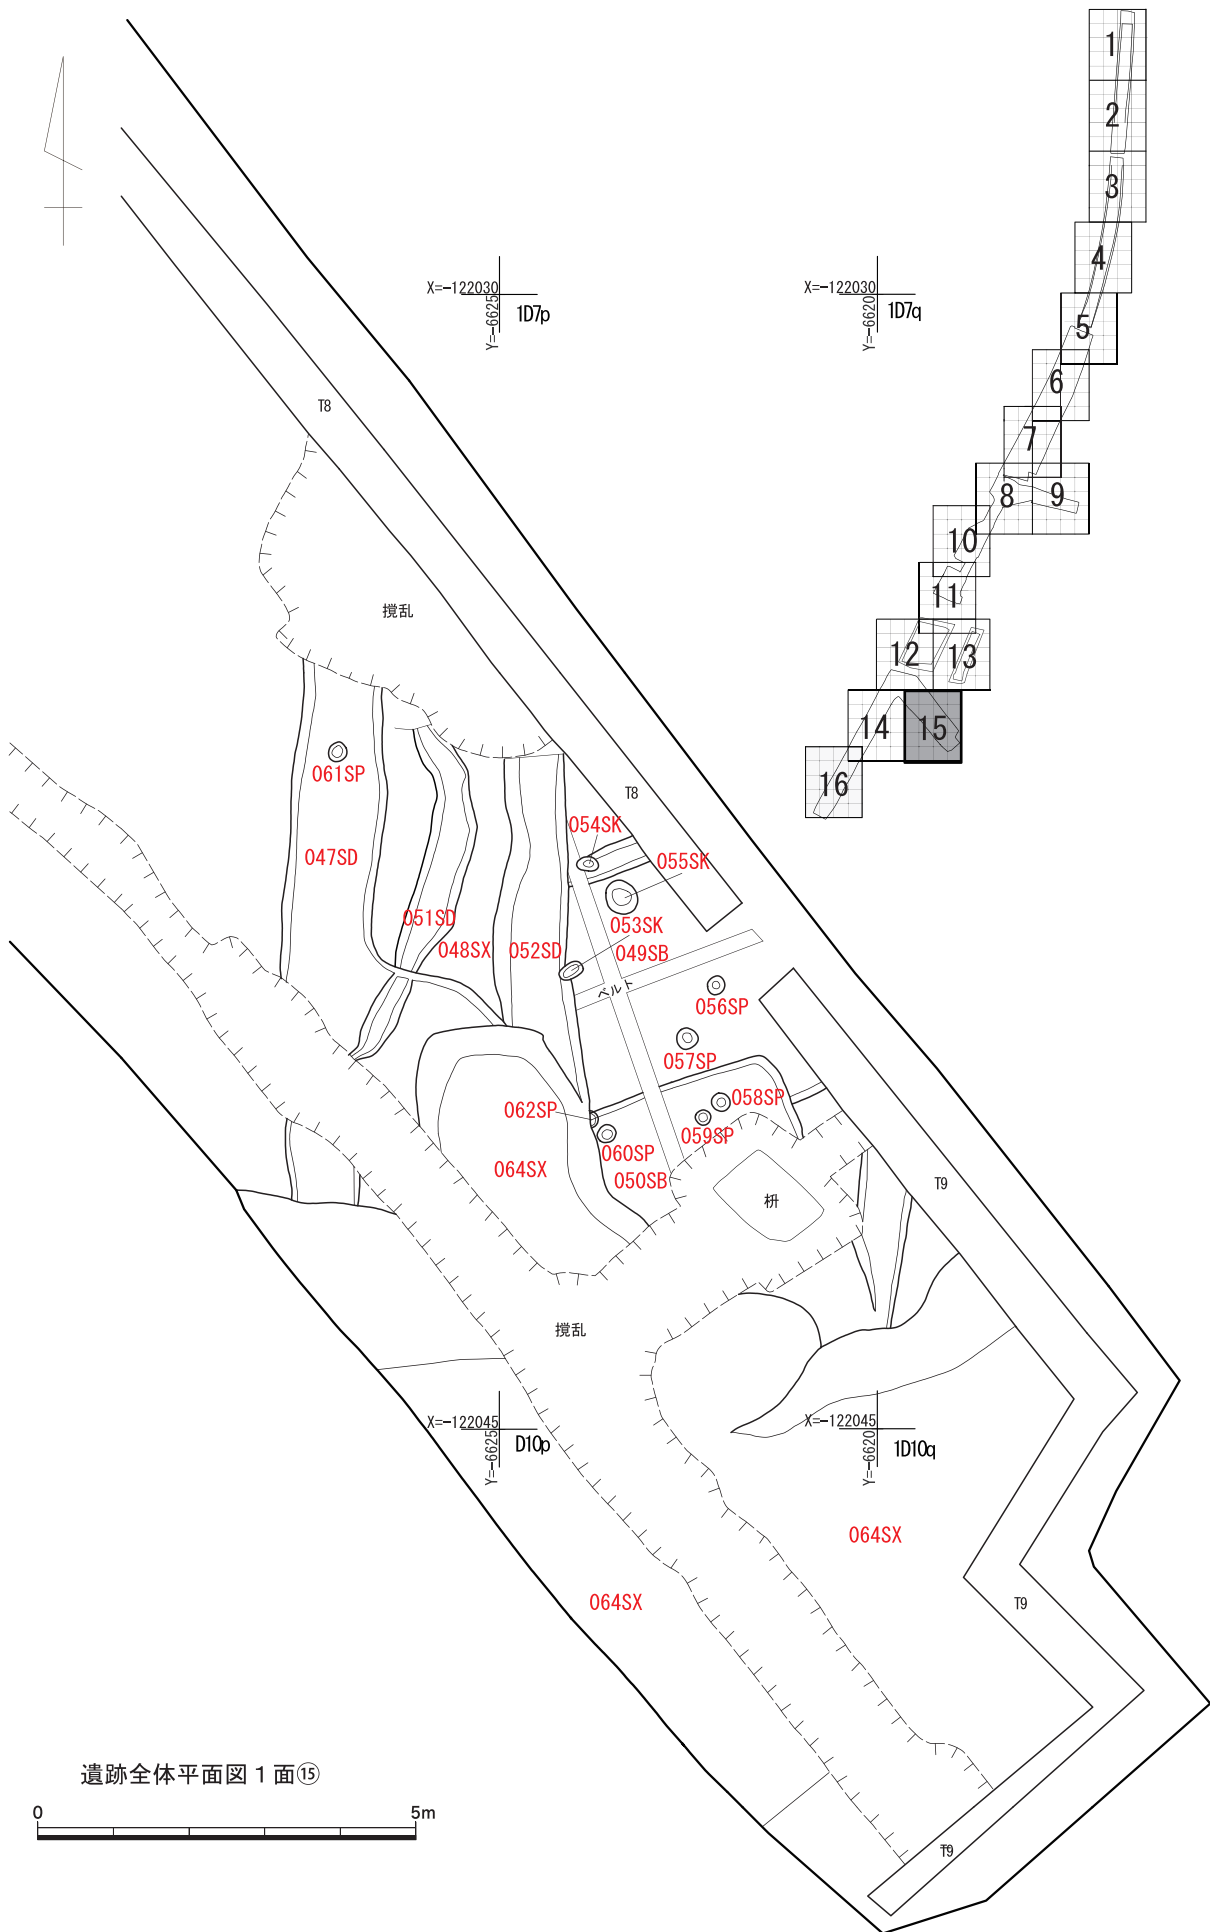 1
2
3
4
5
6
7
8 9
10
11
12 13
14 15
16
X=-122030
Y=-6625
1D7p
X=-122030
Y=-6620
1D7q
T8
撹乱
061SP
T8
054SK
047SD
055SK
051SD
053SK
048SX
052SD
049SB
ベルト
056SP
057SP
058SP
062SP
059SP
060SP
064SX
050SB
枡
T9
撹乱
X=-122045
Y=-6625
D10p
X=-122045
Y=-6620
1D10q
064SX
064SX
T9
遺跡全体平面図1面⑮
0 5m
T9